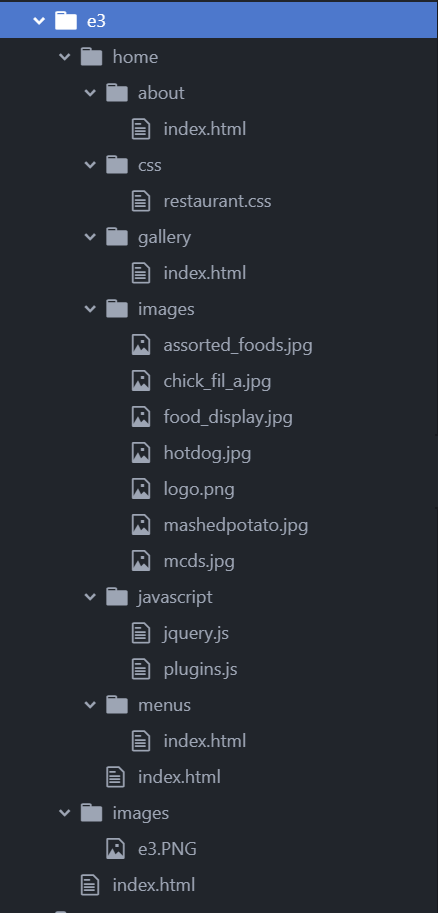 e3
home
about
index.html
css
restaurant.css
gallery
index.html
images
assorted_foods.jpg
chick_fil_a.jpg
food_display.jpg
hotdog.jpg
logo.png
mashedpotato.jpg
mcds.jpg
javascript
jquery.js
plugins.js
menus
index.html
index.html
images
e3.PNG
index.html